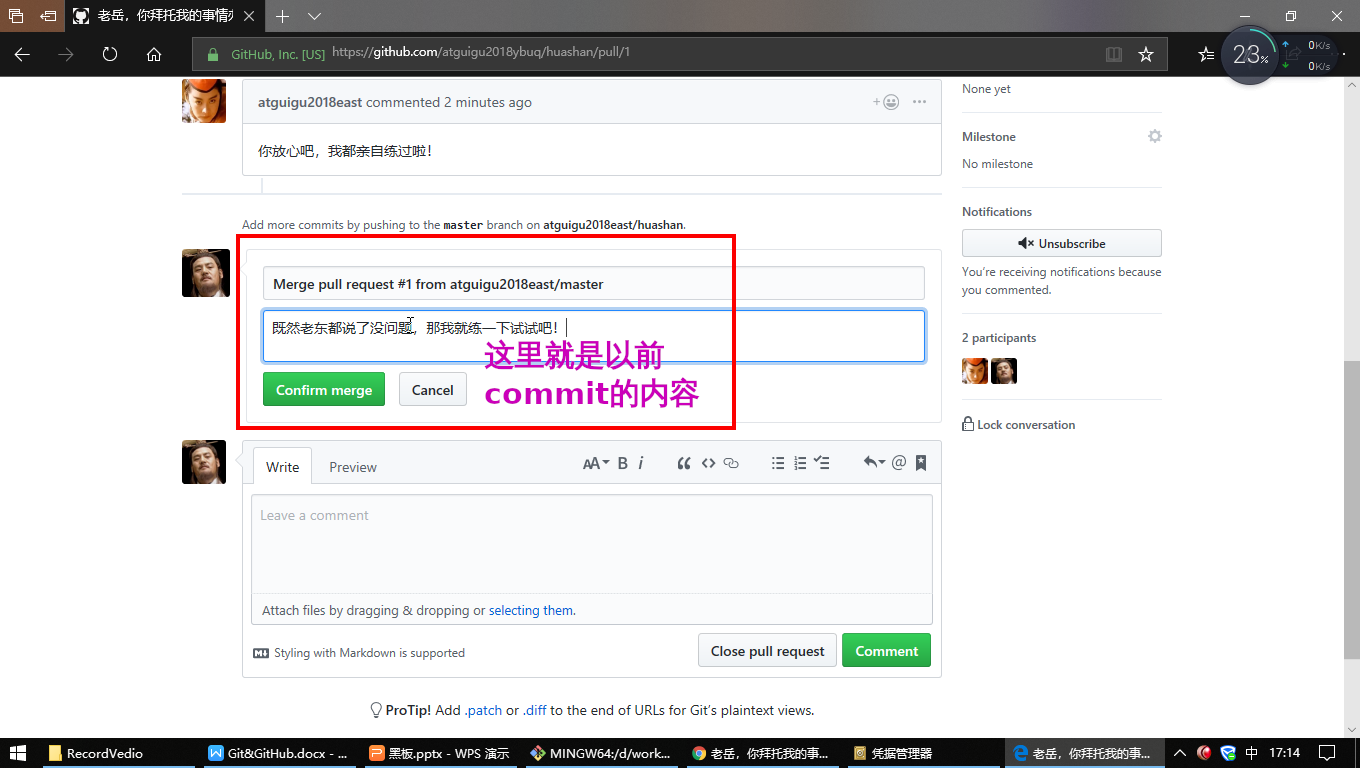 老岳，你拜托我的事情
GitHub, Inc. [US] https://github.com/atguigu2018ybuq/huashan/pull/1
23%
0K/s
0K/s
atguigu2018east commented 2 minutes ago
None yet
你放心吧，我都亲自练过啦！
Milestone
No milestone
Add more commits by pushing to the master branch on atguigu2018east/huashan.
Notifications
Unsubscribe
You’re receiving notifications because
you commented.
Merge pull request #1 from atguigu2018east/master
既然老东都说了没问题，那我就练一下试试吧！
这里就是以前
commit的内容
Confirm merge
Cancel
2 participants
Lock conversation
Write
Preview
AA B i
Leave a comment
Attach files by dragging & dropping or selecting them.
Styling with Markdown is supported
Close pull request
Comment
ProTip! Add .patch or .diff to the end of URLs for Git’s plaintext views.
RecordVedio
Git&GitHub.docx - ...
黑板.pptx - WPS 演示
MINGW64:/d/work...
老岳，你拜托我的事...
凭据管理器
老岳，你拜托我的事...
中
17:14